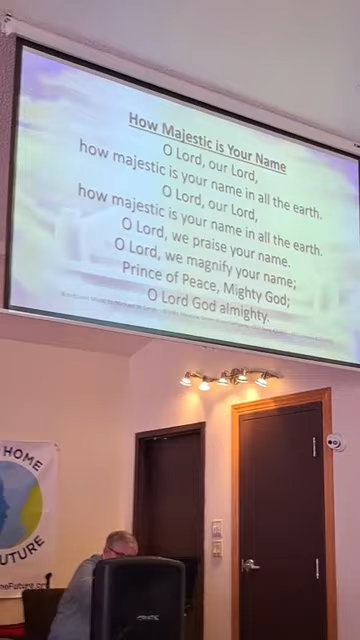 How Majestic is Your Name
O Lord, our Lord,
how majestic is your name in all the earth.
O Lord, our Lord,
how majestic is your name in all the earth.
O Lord, we praise your name.
O Lord, we magnify your name;
Prince of Peace, Mighty God;
O Lord God almighty.
HOME
FUTURE